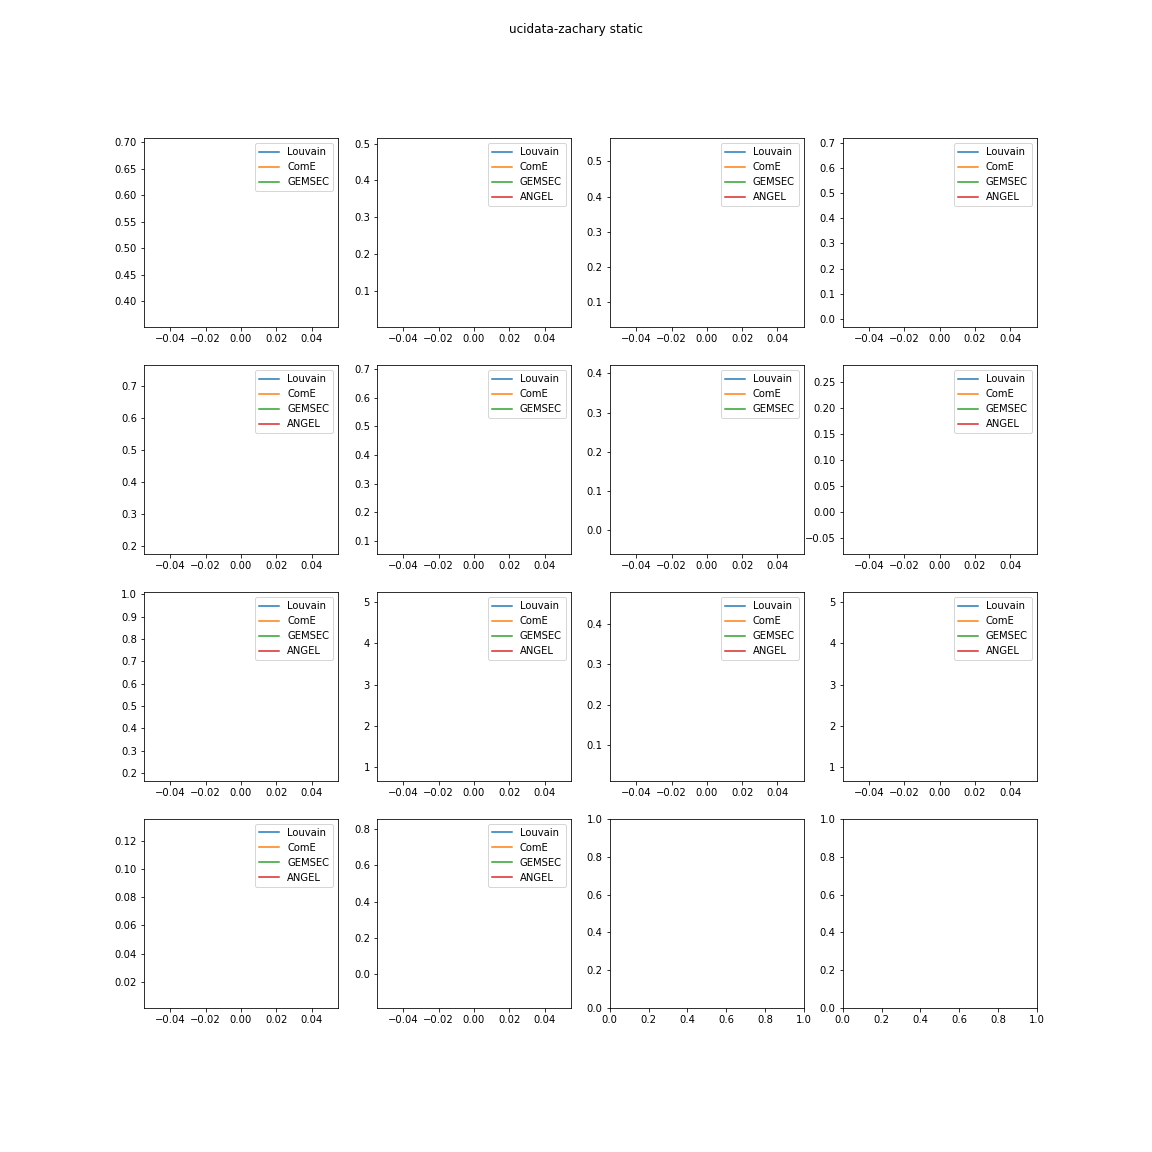 ucidata-zachary static
0.70
0.65
0.60
0.55
0.50
0.45
0.40
Louvain
ComE
GEMSEC
−0.04 −0.02 0.00 0.02 0.04
0.5
0.4
0.3
0.2
0.1
Louvain
ComE
GEMSEC
ANGEL
−0.04 −0.02 0.00 0.02 0.04
0.5
0.4
0.3
0.2
0.1
Louvain
ComE
GEMSEC
ANGEL
−0.04 −0.02 0.00 0.02 0.04
0.7
0.6
0.5
0.4
0.3
0.2
0.1
0.0
Louvain
ComE
GEMSEC
ANGEL
−0.04 −0.02 0.00 0.02 0.04
0.7
0.6
0.5
0.4
0.3
0.2
Louvain
ComE
GEMSEC
ANGEL
−0.04 −0.02 0.00 0.02 0.04
0.7
0.6
0.5
0.4
0.3
0.2
0.1
Louvain
ComE
GEMSEC
−0.04 −0.02 0.00 0.02 0.04
0.4
0.3
0.2
0.1
0.0
Louvain
ComE
GEMSEC
−0.04 −0.02 0.00 0.02 0.04
0.25
0.20
0.15
0.10
0.05
0.00
−0.05
Louvain
ComE
GEMSEC
ANGEL
−0.04 −0.02 0.00 0.02 0.04
1.0
0.9
0.8
0.7
0.6
0.5
0.4
0.3
0.2
Louvain
ComE
GEMSEC
ANGEL
−0.04 −0.02 0.00 0.02 0.04
5
4
3
2
1
Louvain
ComE
GEMSEC
ANGEL
−0.04 −0.02 0.00 0.02 0.04
0.4
0.3
0.2
0.1
Louvain
ComE
GEMSEC
ANGEL
−0.04 −0.02 0.00 0.02 0.04
5
4
3
2
1
Louvain
ComE
GEMSEC
ANGEL
−0.04 −0.02 0.00 0.02 0.04
0.12
0.10
0.08
0.06
0.04
0.02
Louvain
ComE
GEMSEC
ANGEL
−0.04 −0.02 0.00 0.02 0.04
0.8
0.6
0.4
0.2
0.0
Louvain
ComE
GEMSEC
ANGEL
−0.04 −0.02 0.00 0.02 0.04
1.0
0.8
0.6
0.4
0.2
0.0
0.0 0.2 0.4 0.6 0.8 1.0
1.0
0.8
0.6
0.4
0.2
0.0
0.0 0.2 0.4 0.6 0.8 1.0